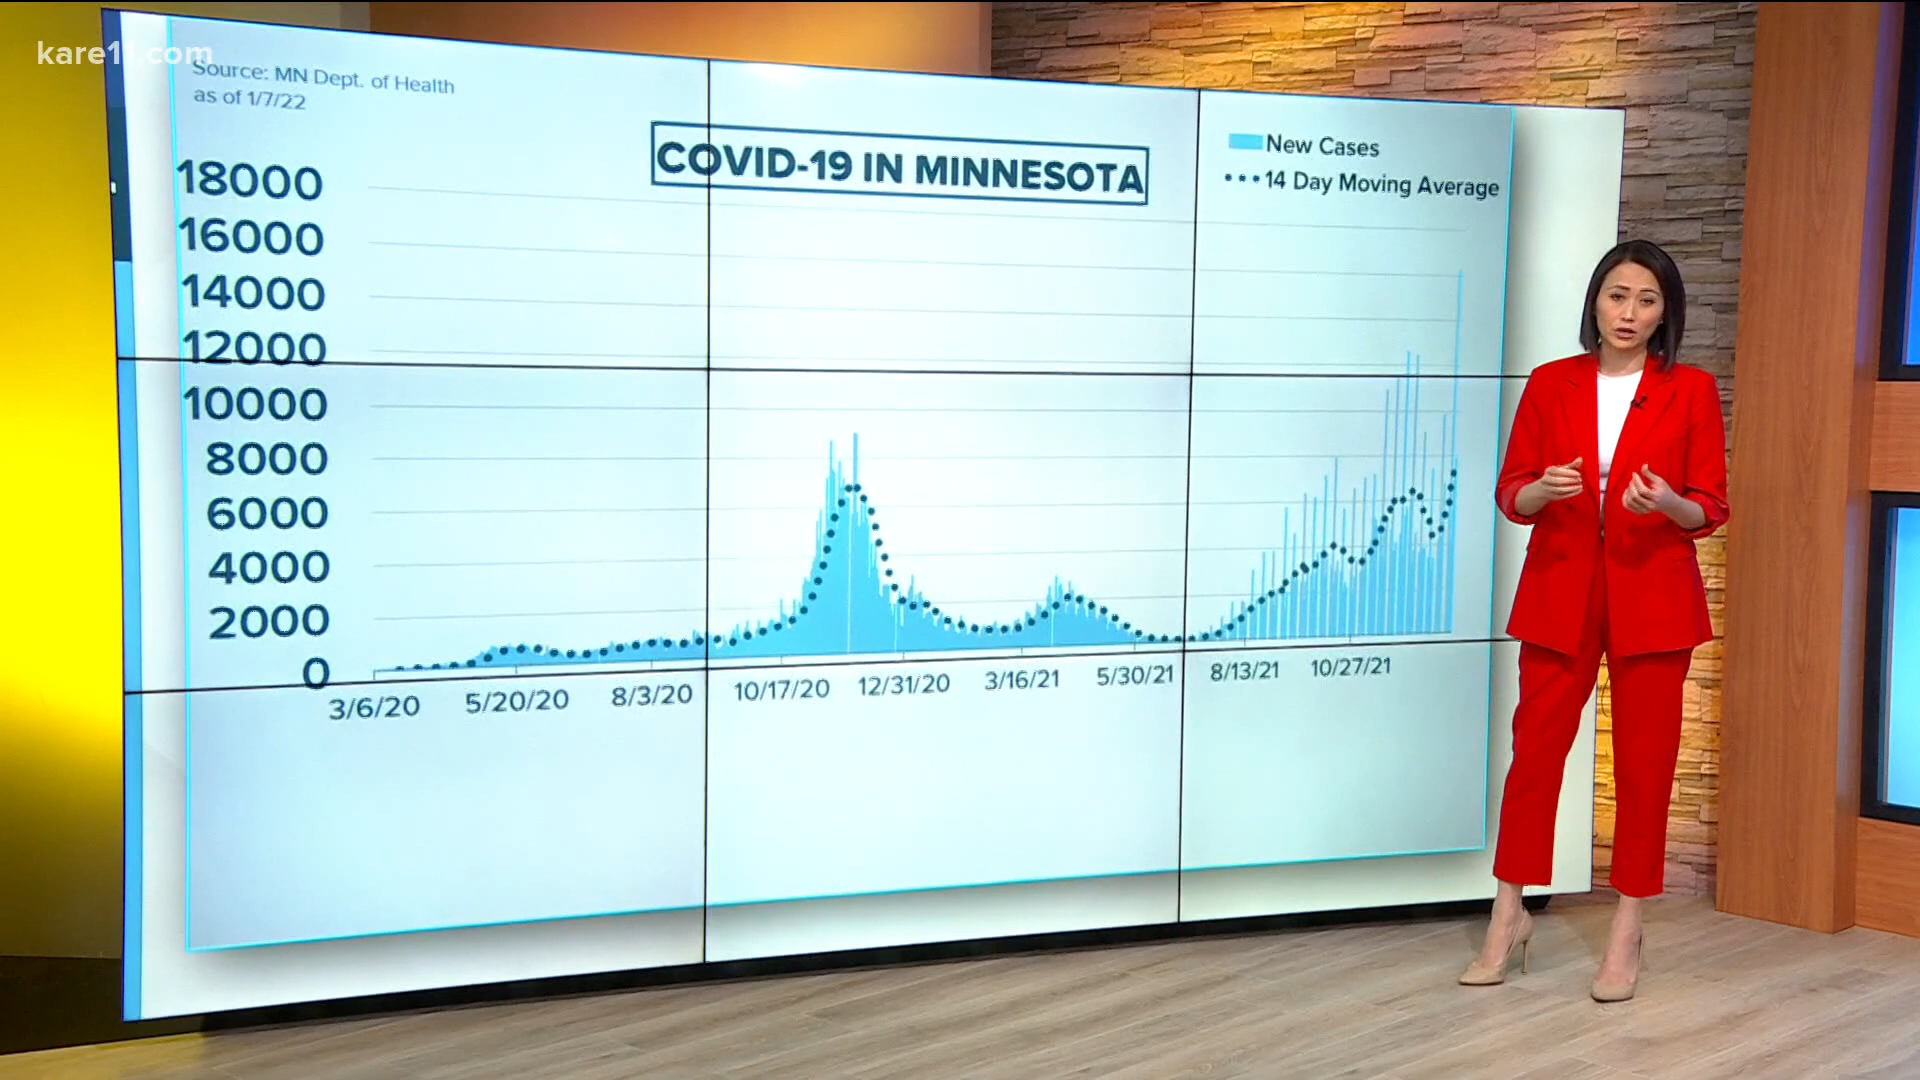 kare11.com
Source: MN Dept. of Health
as of 1/7/22
COVID-19 IN MINNESOTA
New Cases
14 Day Moving Average
18000
16000
14000
12000
10000
8000
6000
4000
2000
0
3/6/20 5/20/20 8/3/20 10/17/20 12/31/20 3/16/21 5/30/21 8/13/21 10/27/21